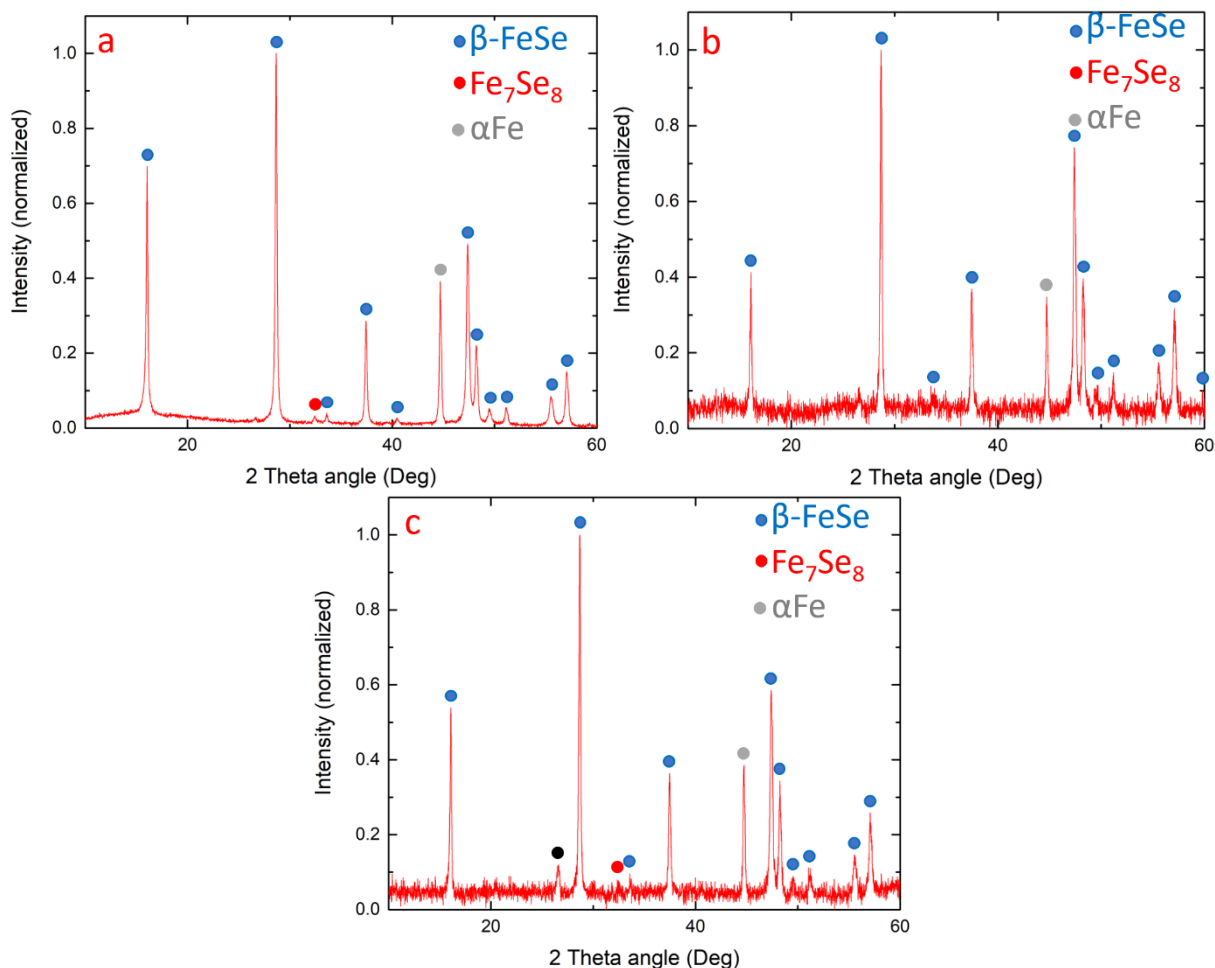 a
β-FeSe
Fe₇Se₈
αFe
1.0
0.8
0.6
0.4
0.2
0.0
20
40
60
Intensity (normalized)
2 Theta angle (Deg)
b
β-FeSe
Fe₇Se₈
αFe
1.0
0.8
0.6
0.4
0.2
0.0
20
40
60
Intensity (normalized)
2 Theta angle (Deg)
c
β-FeSe
Fe₇Se₈
αFe
1.0
0.8
0.6
0.4
0.2
0.0
20
40
60
Intensity (normalized)
2 Theta angle (Deg)